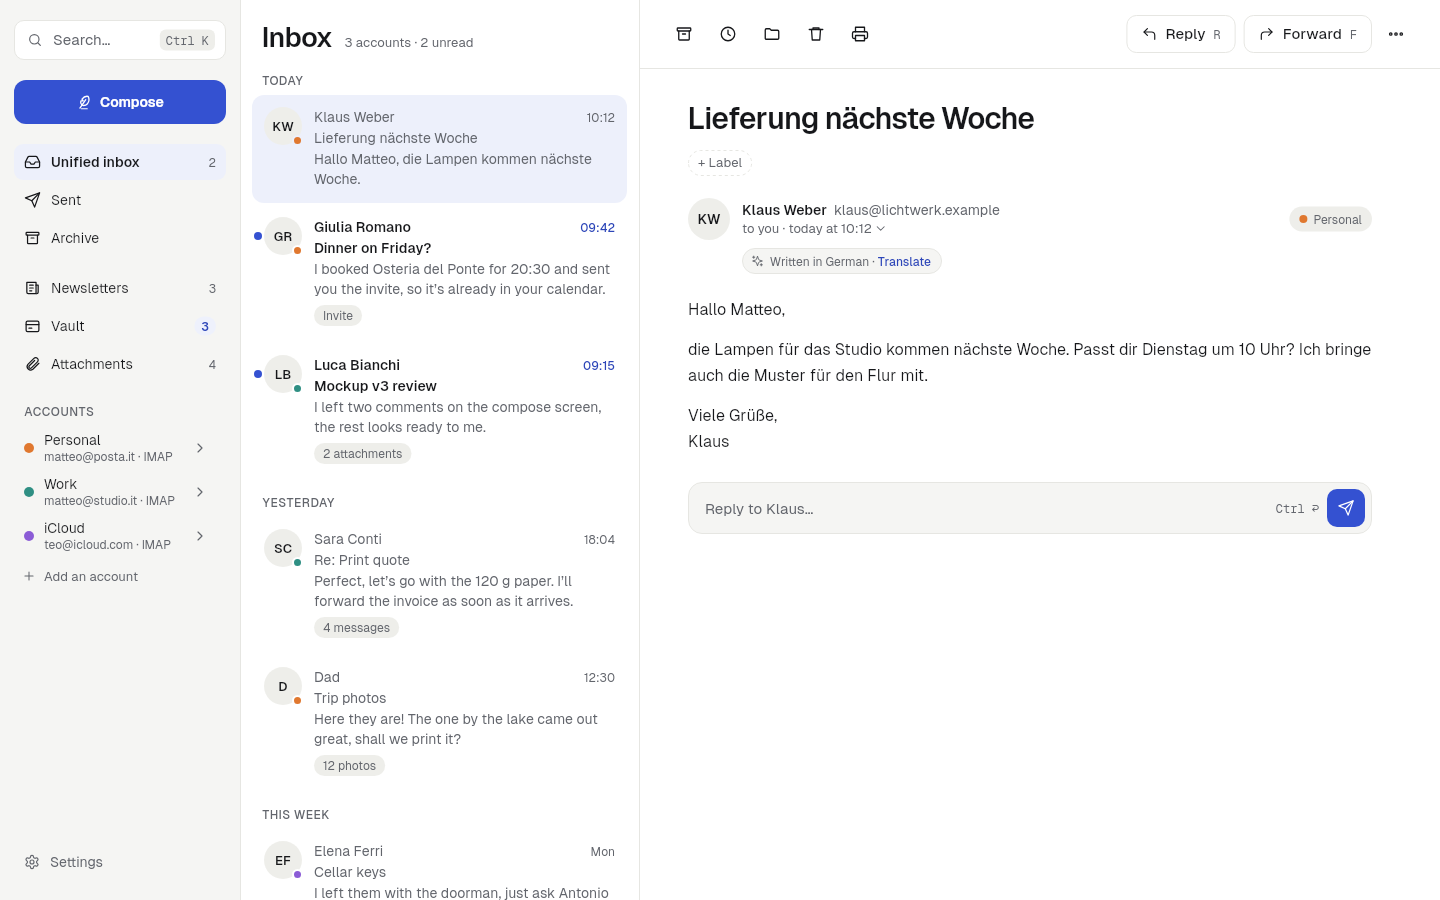 Search… Ctrl K
Compose
Unified inbox 2
Sent
Archive
Newsletters 3
Vault 3
Attachments 4
ACCOUNTS
Personal
matteo@posta.it · IMAP
Work
matteo@studio.it · IMAP
iCloud
teo@icloud.com · IMAP
Add an account
Settings
Inbox 3 accounts · 2 unread
TODAY
KW Klaus Weber 10:12
Lieferung nächste Woche
Hallo Matteo, die Lampen kommen nächste
Woche.
GR Giulia Romano 09:42
Dinner on Friday?
I booked Osteria del Ponte for 20:30 and sent
you the invite, so it's already in your calendar.
Invite
LB Luca Bianchi 09:15
Mockup v3 review
I left two comments on the compose screen,
the rest looks ready to me.
2 attachments
YESTERDAY
SC Sara Conti 18:04
Re: Print quote
Perfect, let's go with the 120 g paper. I'll
forward the invoice as soon as it arrives.
4 messages
D Dad 12:30
Trip photos
Here they are! The one by the lake came out
great, shall we print it?
12 photos
THIS WEEK
EF Elena Ferri Mon
Cellar keys
I left them with the doorman, just ask Antonio
Reply R Forward F
Lieferung nächste Woche
+ Label
KW Klaus Weber klaus@lichtwerk.example
to you · today at 10:12
Personal
Written in German · Translate
Hallo Matteo,
die Lampen für das Studio kommen nächste Woche. Passt dir Dienstag um 10 Uhr? Ich bringe
auch die Muster für den Flur mit.
Viele Grüße,
Klaus
Reply to Klaus… Ctrl ↩